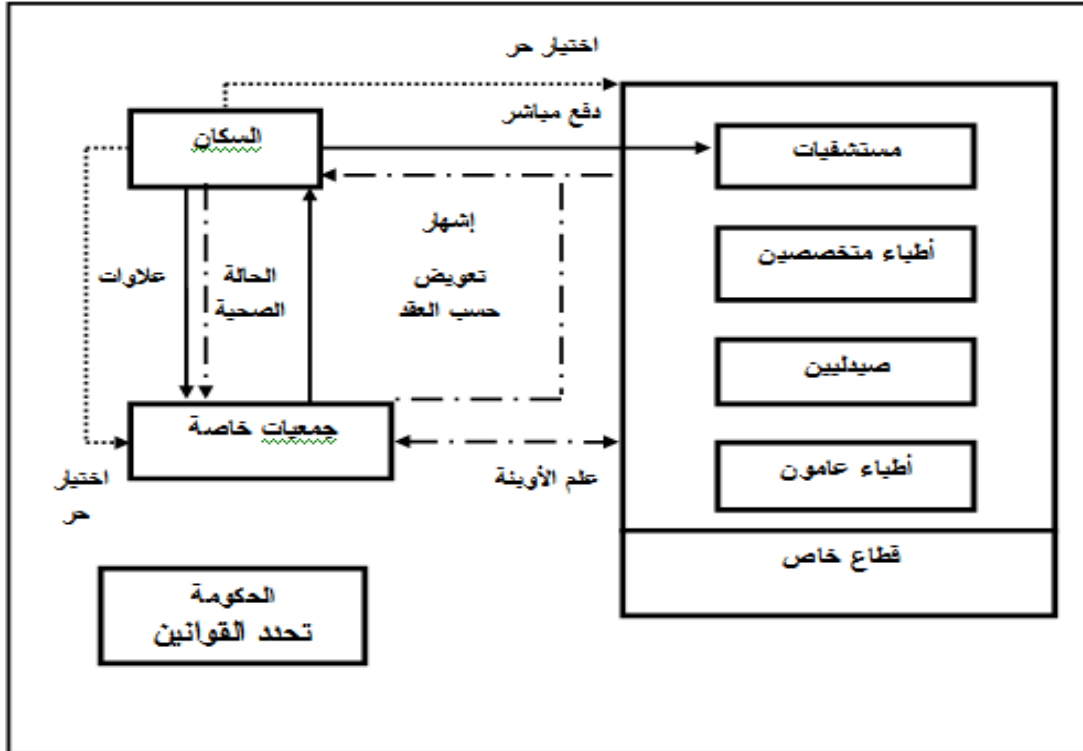 اختيار حر
دفع مباشر
السكان
مستشفيات
إشهار
أطباء متخصصين
علاوات
الحالة
الصحية
تعويض
حسب العقد
صيدليين
جمعيات خاصة
أطباء عامون
اختيار
حر
علم الأوبئة
قطاع خاص
الحكومة
تحدد القوانين